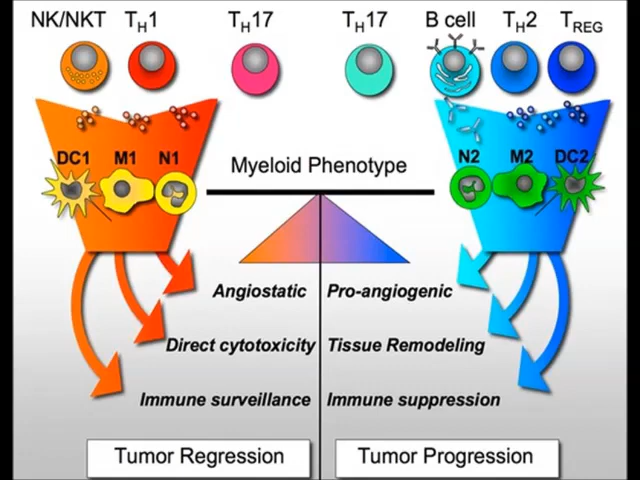 NK/NKT TH1 TH17 TH17 B cell TH2 TREG
DC1 M1 N1 N2 M2 DC2
Myeloid Phenotype
Angiostatic Pro-angiogenic
Direct cytotoxicity Tissue Remodeling
Immune surveillance Immune suppression
Tumor Regression Tumor Progression